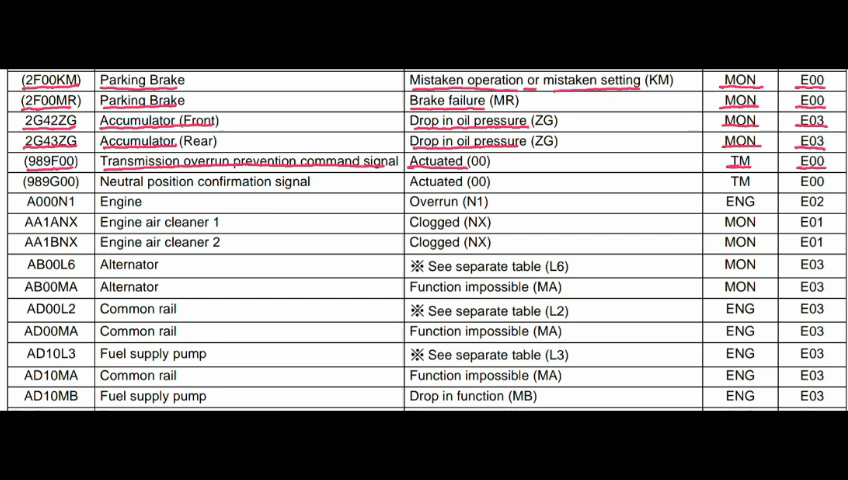 (2F00KM) Parking Brake Mistaken operation or mistaken setting (KM) MON E00
(2F00MR) Parking Brake Brake failure (MR) MON E00
2G42ZG Accumulator (Front) Drop in oil pressure (ZG) MON E03
2G43ZG Accumulator (Rear) Drop in oil pressure (ZG) MON E03
(989F00) Transmission overrun prevention command signal Actuated (00) TM E00
(989G00) Neutral position confirmation signal Actuated (00) TM E00
A000N1 Engine Overrun (N1) ENG E02
AA1ANX Engine air cleaner 1 Clogged (NX) MON E01
AA1BNX Engine air cleaner 2 Clogged (NX) MON E01
AB00L6 Alternator ※ See separate table (L6) MON E03
AB00MA Alternator Function impossible (MA) MON E03
AD00L2 Common rail ※ See separate table (L2) ENG E03
AD00MA Common rail Function impossible (MA) ENG E03
AD10L3 Fuel supply pump ※ See separate table (L3) ENG E03
AD10MA Common rail Function impossible (MA) ENG E03
AD10MB Fuel supply pump Drop in function (MB) ENG E03